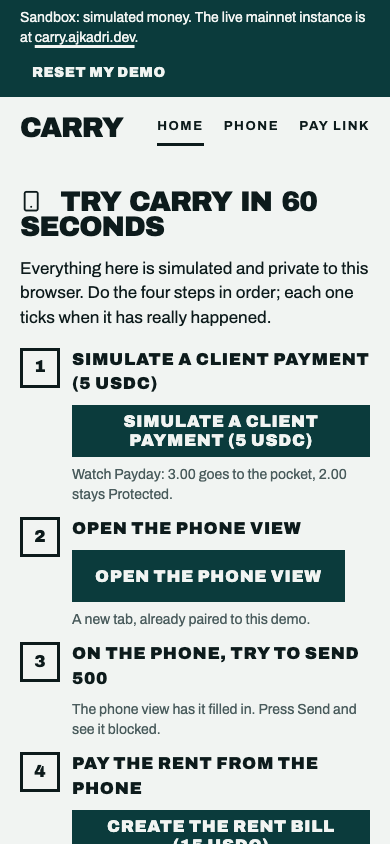 Sandbox: simulated money. The live mainnet instance is
at carry.ajkadri.dev.
RESET MY DEMO
CARRY HOME PHONE PAY LINK
TRY CARRY IN 60
SECONDS
Everything here is simulated and private to this
browser. Do the four steps in order; each one
ticks when it has really happened.
1 SIMULATE A CLIENT PAYMENT
(5 USDC)
SIMULATE A CLIENT
PAYMENT (5 USDC)
Watch Payday: 3.00 goes to the pocket, 2.00
stays Protected.
2 OPEN THE PHONE VIEW
OPEN THE PHONE VIEW
A new tab, already paired to this demo.
3 ON THE PHONE, TRY TO SEND
500
The phone view has it filled in. Press Send and
see it blocked.
4 PAY THE RENT FROM THE
PHONE
CREATE THE RENT BILL
(15 USDC)